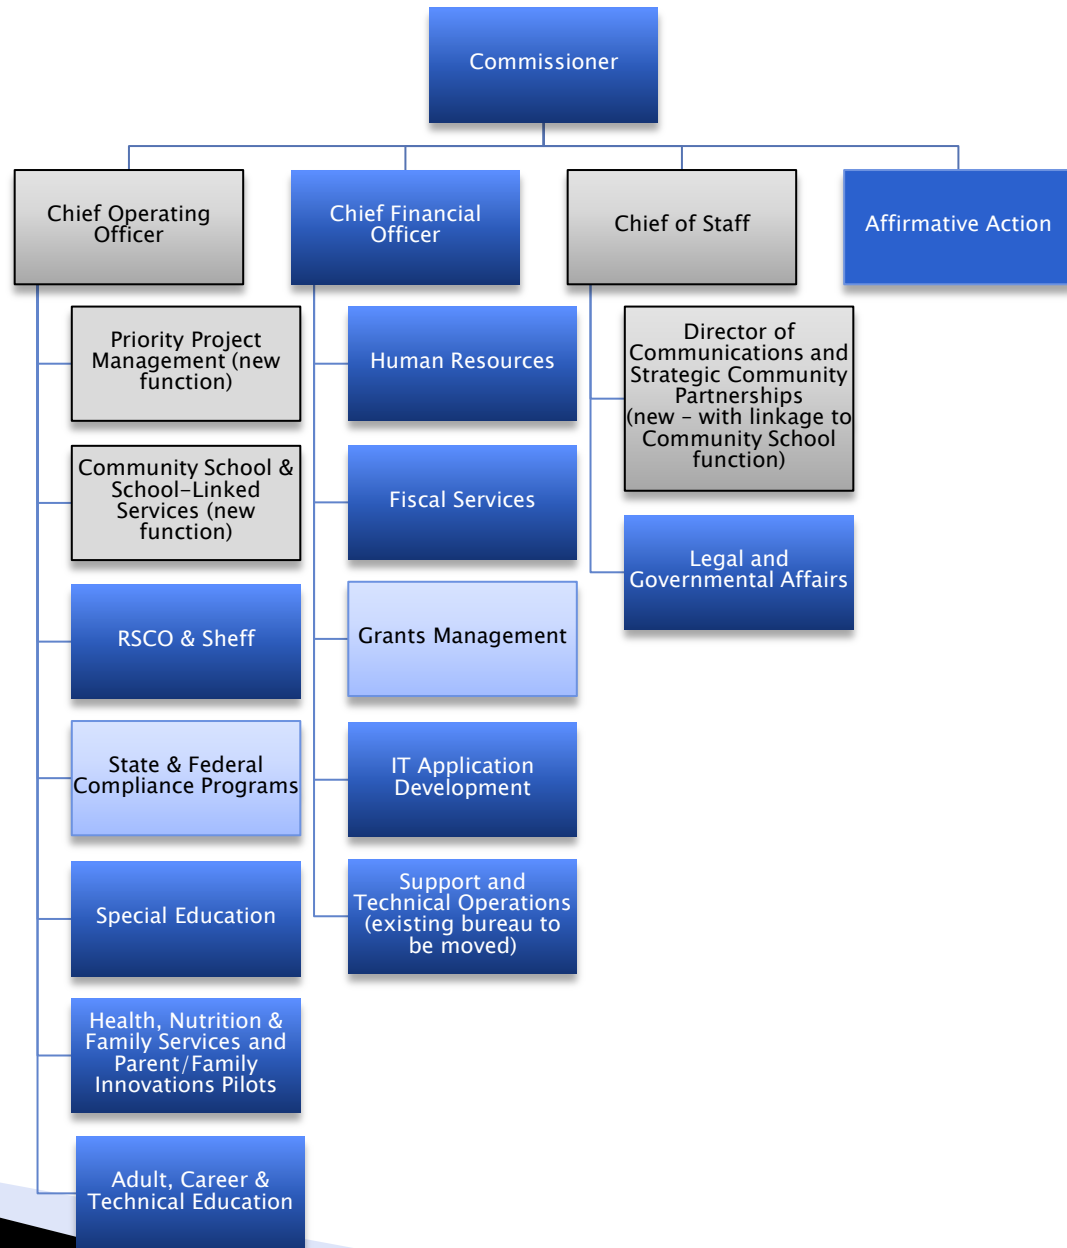 Commissioner
Chief Operating
Officer
Chief Financial
Officer
Chief of Staff
Affirmative Action
Priority Project
Management (new
function)
Community School &
School-Linked
Services (new
function)
RSCO & Sheff
State & Federal
Compliance Programs
Special Education
Health, Nutrition &
Family Services and
Parent/Family
Innovations Pilots
Adult, Career &
Technical Education
Human Resources
Fiscal Services
Grants Management
IT Application
Development
Support and
Technical Operations
(existing bureau to
be moved)
Director of
Communications and
Strategic Community
Partnerships
(new – with linkage to
Community School
function)
Legal and
Governmental Affairs